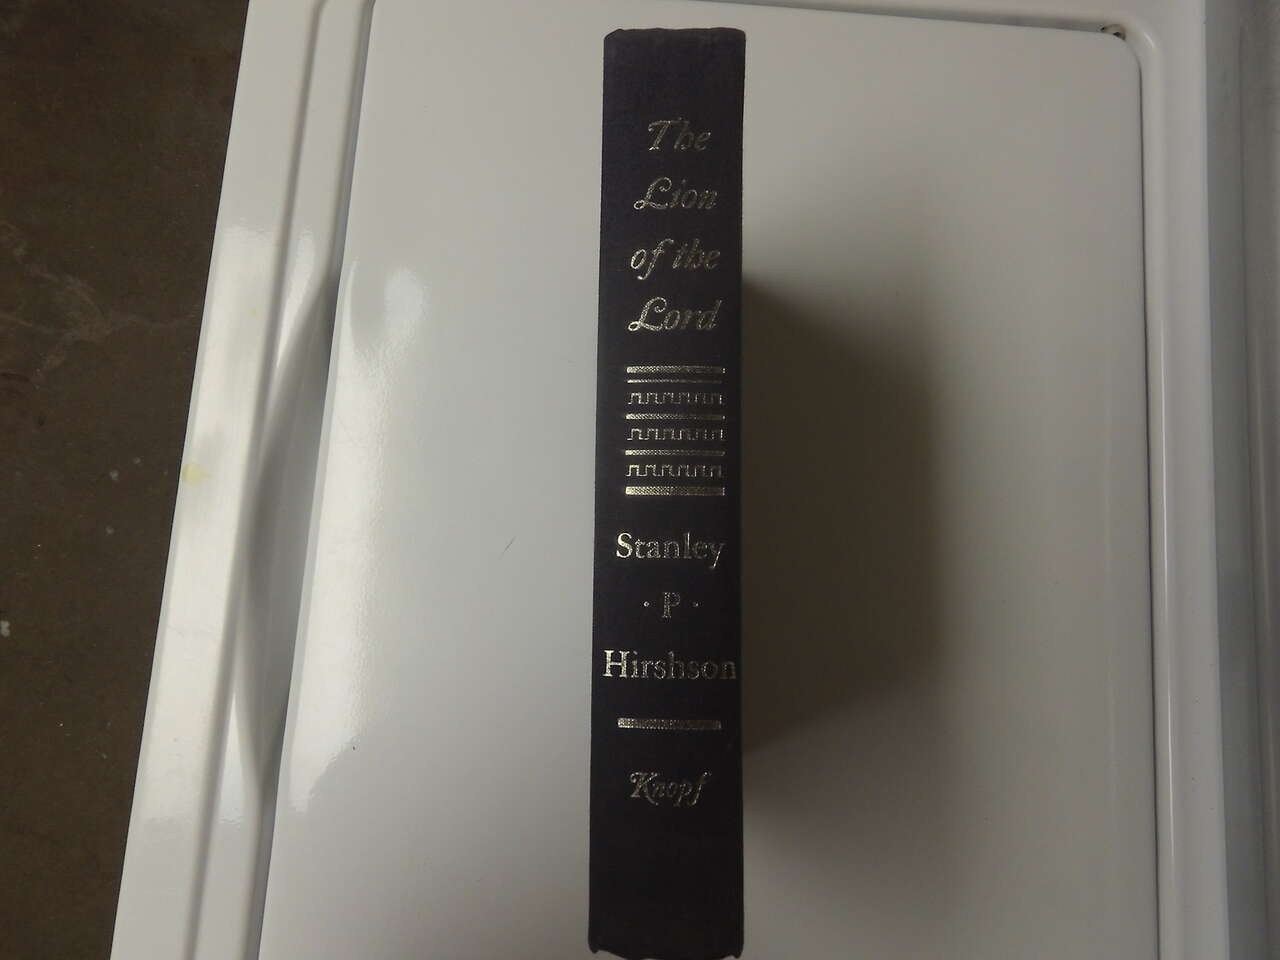 The
Lion
of the
Lord
Stanley
· P ·
Hirshson
Knopf